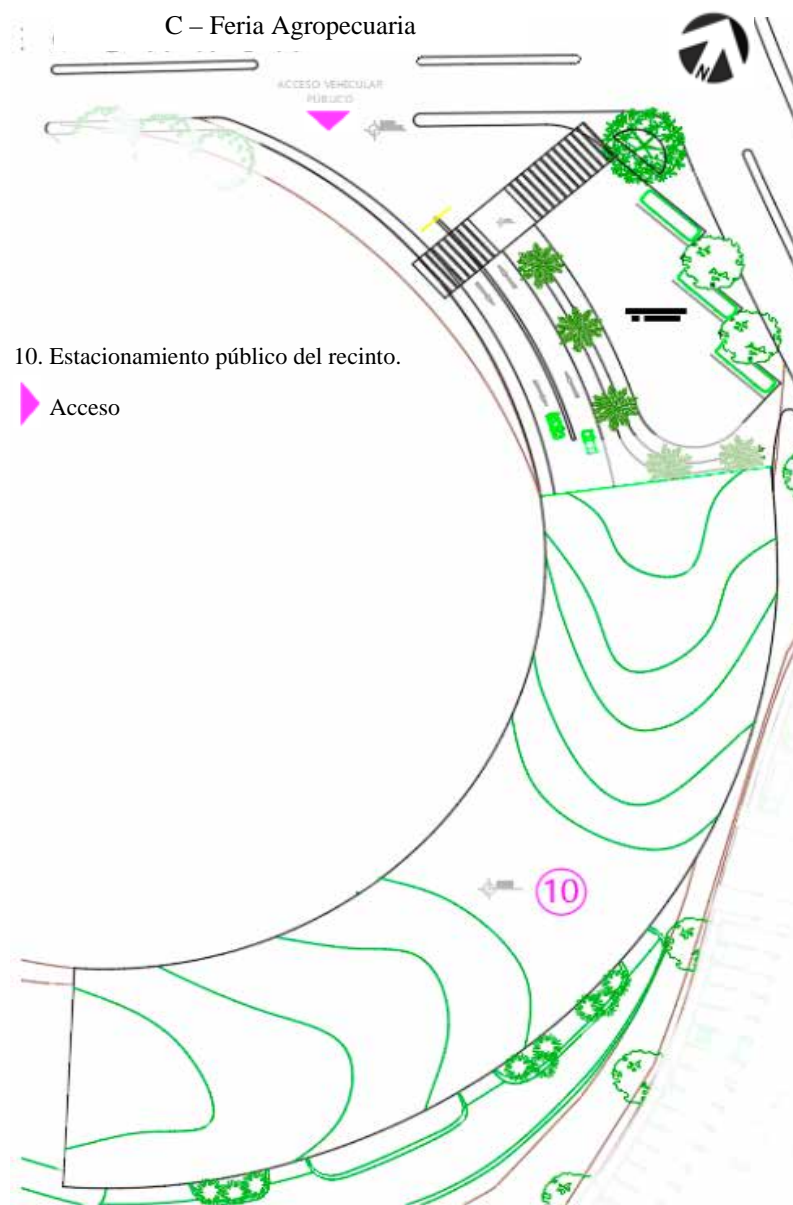 C – Feria Agropecuaria
N
ACCESO VEHICULAR
PÚBLICO
10. Estacionamiento público del recinto.
Acceso
10